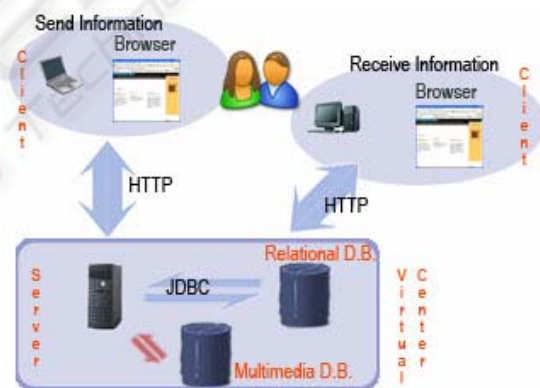 Send Information
Browser
Client
Receive Information
Browser
Client
HTTP
HTTP
Relational D.B.
JDBC
Server
Multimedia D.B.
Virtual
Center